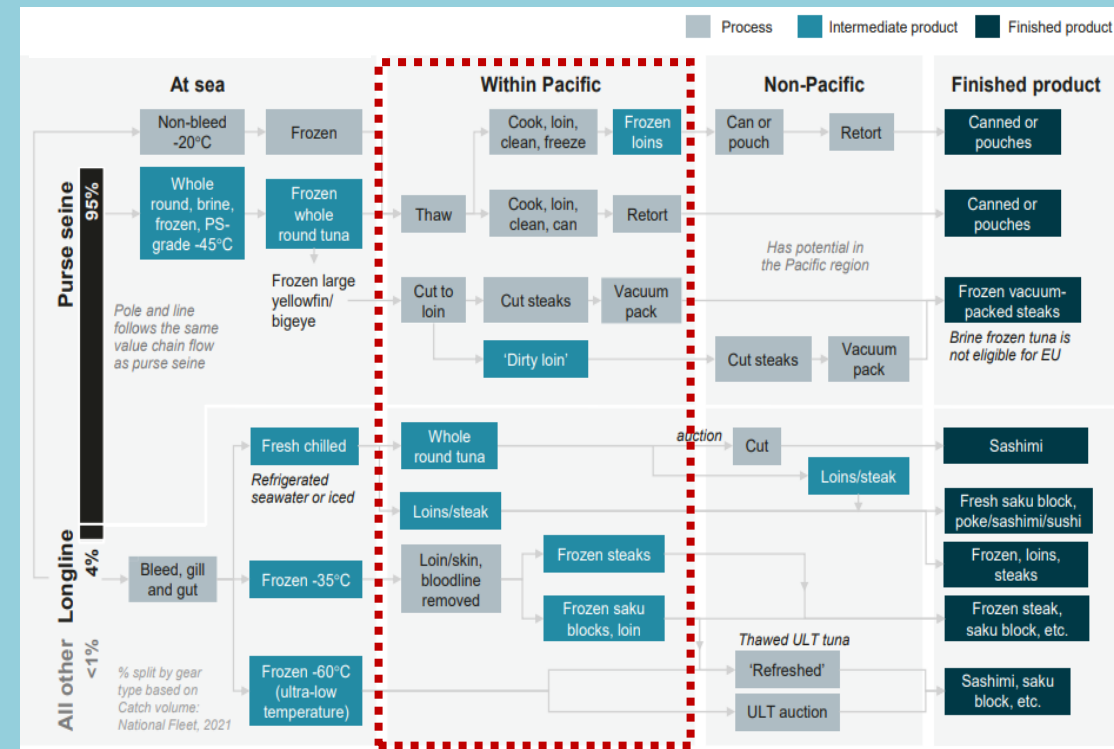 Process
Intermediate product
Finished product
At sea
Within Pacific
Non-Pacific
Finished product
Purse seine
95%
Longline
4%
All other
<1%
Non-bleed
-20°C
Frozen
Cook, loin,
clean, freeze
Frozen
loins
Can or
pouch
Retort
Canned or
pouches
Whole
round, brine,
frozen, PS-
grade -45°C
Frozen
whole
round tuna
Thaw
Cook, loin,
clean, can
Retort
Canned or
pouches
Has potential in
the Pacific region
Pole and line
follows the same
value chain flow
as purse seine
Frozen large
yellowfin/
bigeye
Cut to
loin
Cut steaks
Vacuum
pack
Frozen vacuum-
packed steaks
Brine frozen tuna is
not eligible for EU
'Dirty loin'
Cut steaks
Vacuum
pack
Fresh chilled
Refrigerated
seawater or iced
Whole
round tuna
auction
Cut
Sashimi
Loins/steak
Loins/steak
Fresh saku block,
poke/sashimi/sushi
Bleed, gill
and gut
Frozen -35°C
Loin/skin,
bloodline
removed
Frozen steaks
Frozen, loins,
steaks
Frozen saku
blocks, loin
Frozen steak,
saku block, etc.
Thawed ULT tuna
'Refreshed'
% split by gear
type based on
Catch volume:
National Fleet, 2021
Frozen -60°C
(ultra-low
temperature)
ULT auction
Sashimi, saku
block, etc.